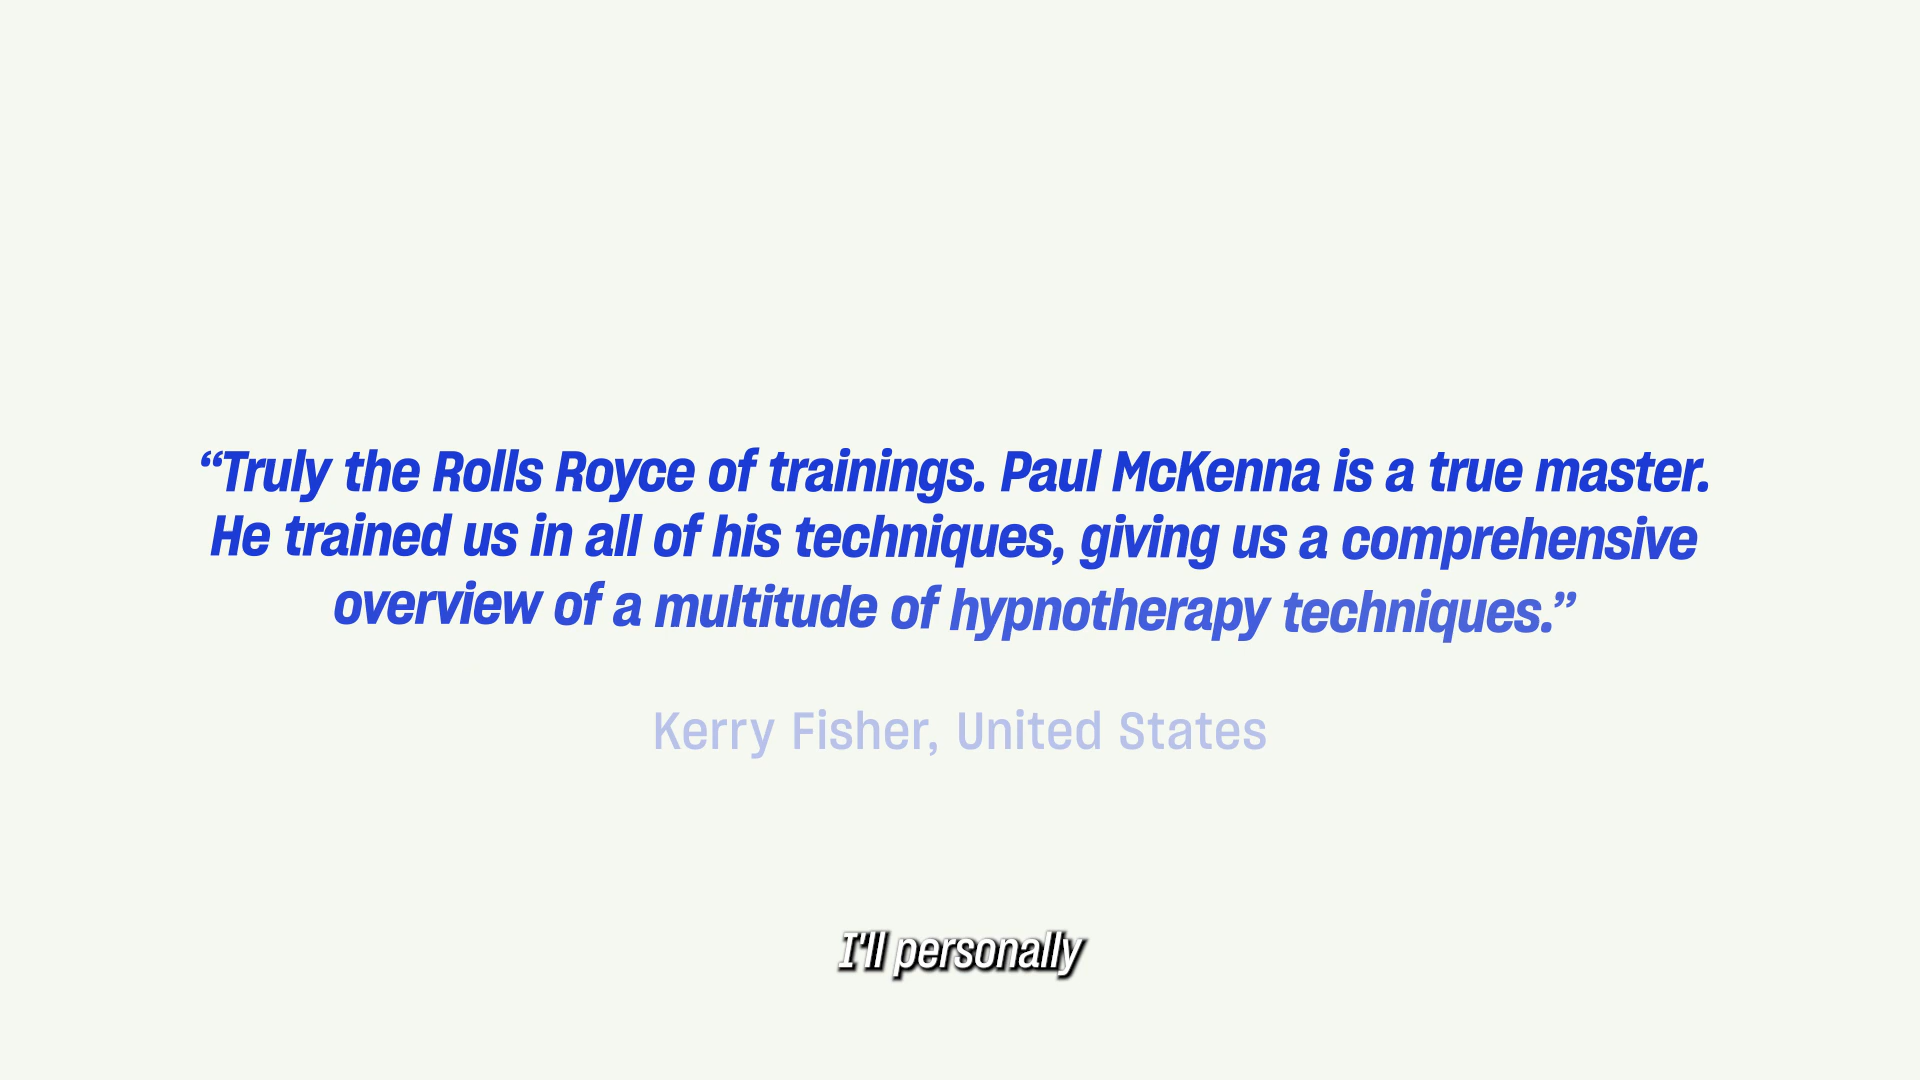 “Truly the Rolls Royce of trainings. Paul McKenna is a true master.
He trained us in all of his techniques, giving us a comprehensive
overview of a multitude of hypnotherapy techniques.”
Kerry Fisher, United States
I'll personally